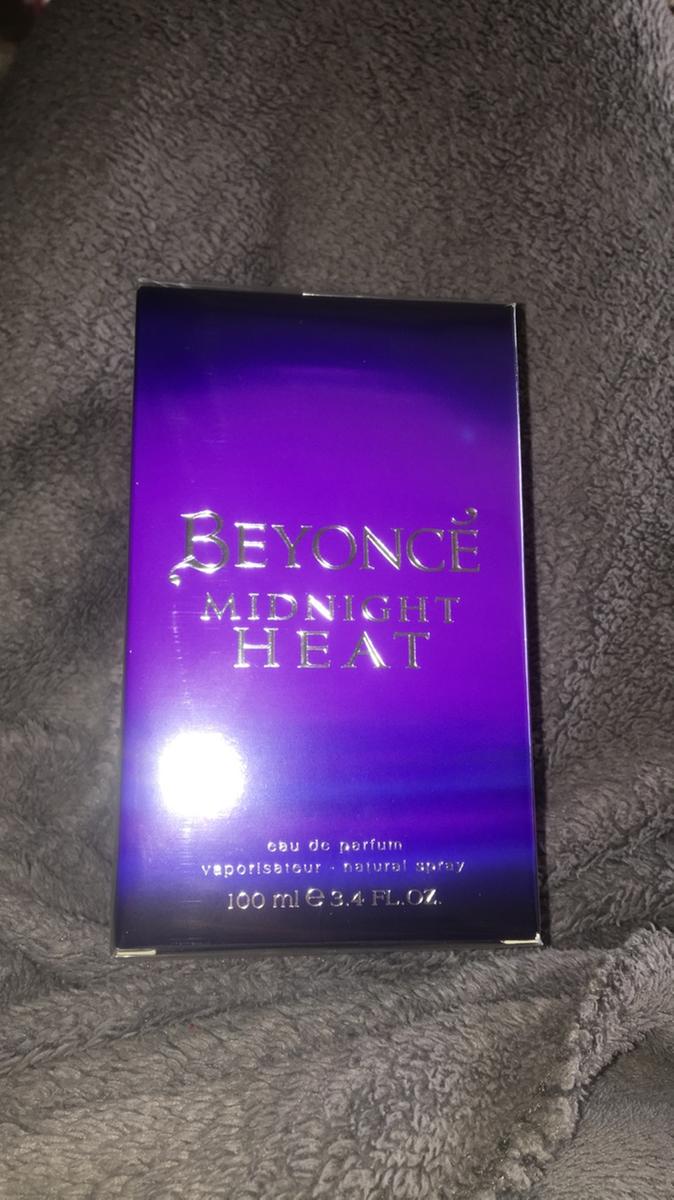 BEYONCÉ
MIDNIGHT
HEAT
eau de parfum
vaporisateur · natural spray
100 ml ℮ 3.4 FL.OZ.